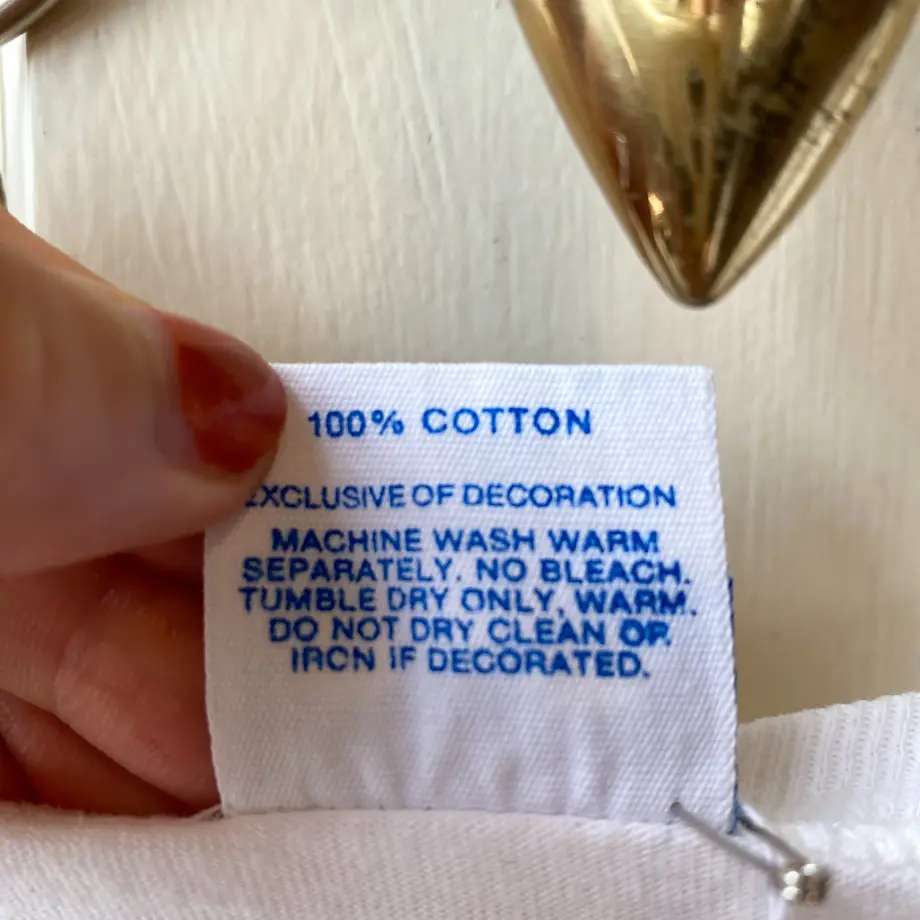 100% COTTON
EXCLUSIVE OF DECORATION
MACHINE WASH WARM
SEPARATELY. NO BLEACH.
TUMBLE DRY ONLY, WARM.
DO NOT DRY CLEAN OR
IRON IF DECORATED.